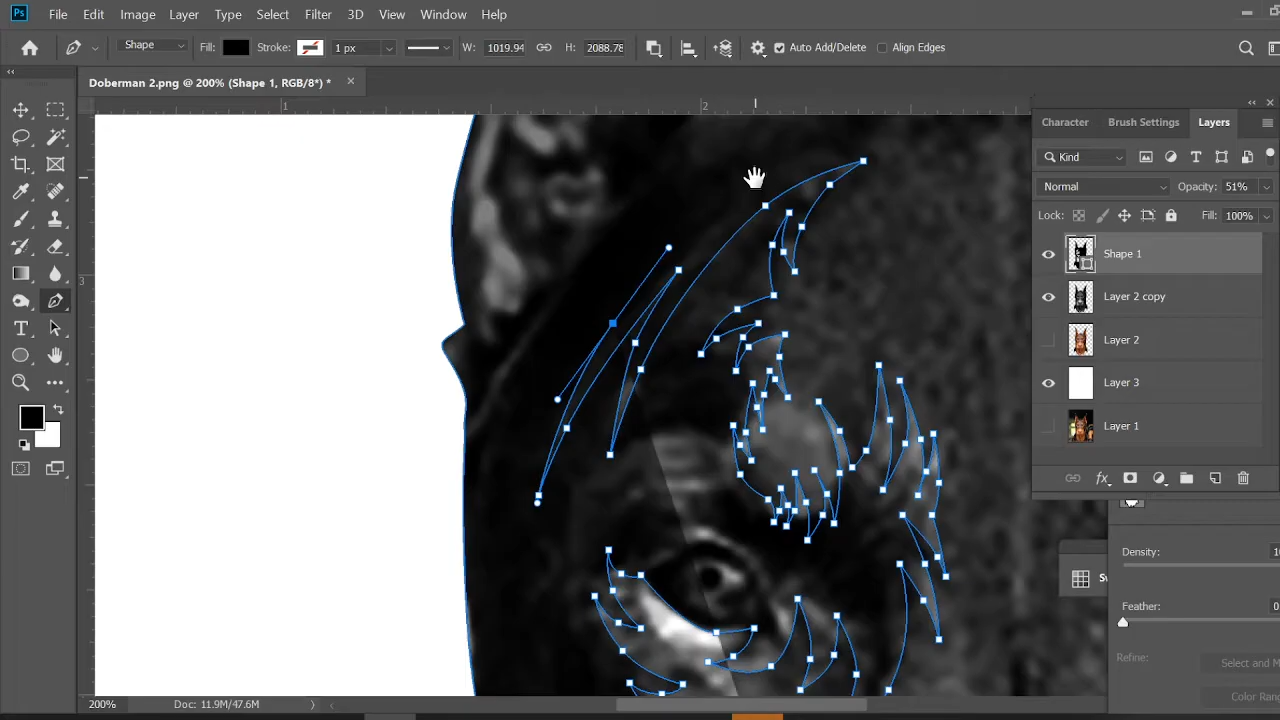 Ps File Edit Image Layer Type Select Filter 3D View Window Help
Shape Fill: Stroke: 1 px W: 1019.94 H: 2088.78 Auto Add/Delete Align Edges
Doberman 2.png @ 200% (Shape 1, RGB/8*) *
1 2
3
Character Brush Settings Layers
Kind
Normal Opacity: 51%
Lock: Fill: 100%
Shape 1
Layer 2 copy
Layer 2
Layer 3
Layer 1
fx
Density:
Feather: 0
Refine: Select and M
Color Ran
200% Doc: 11.9M/47.6M